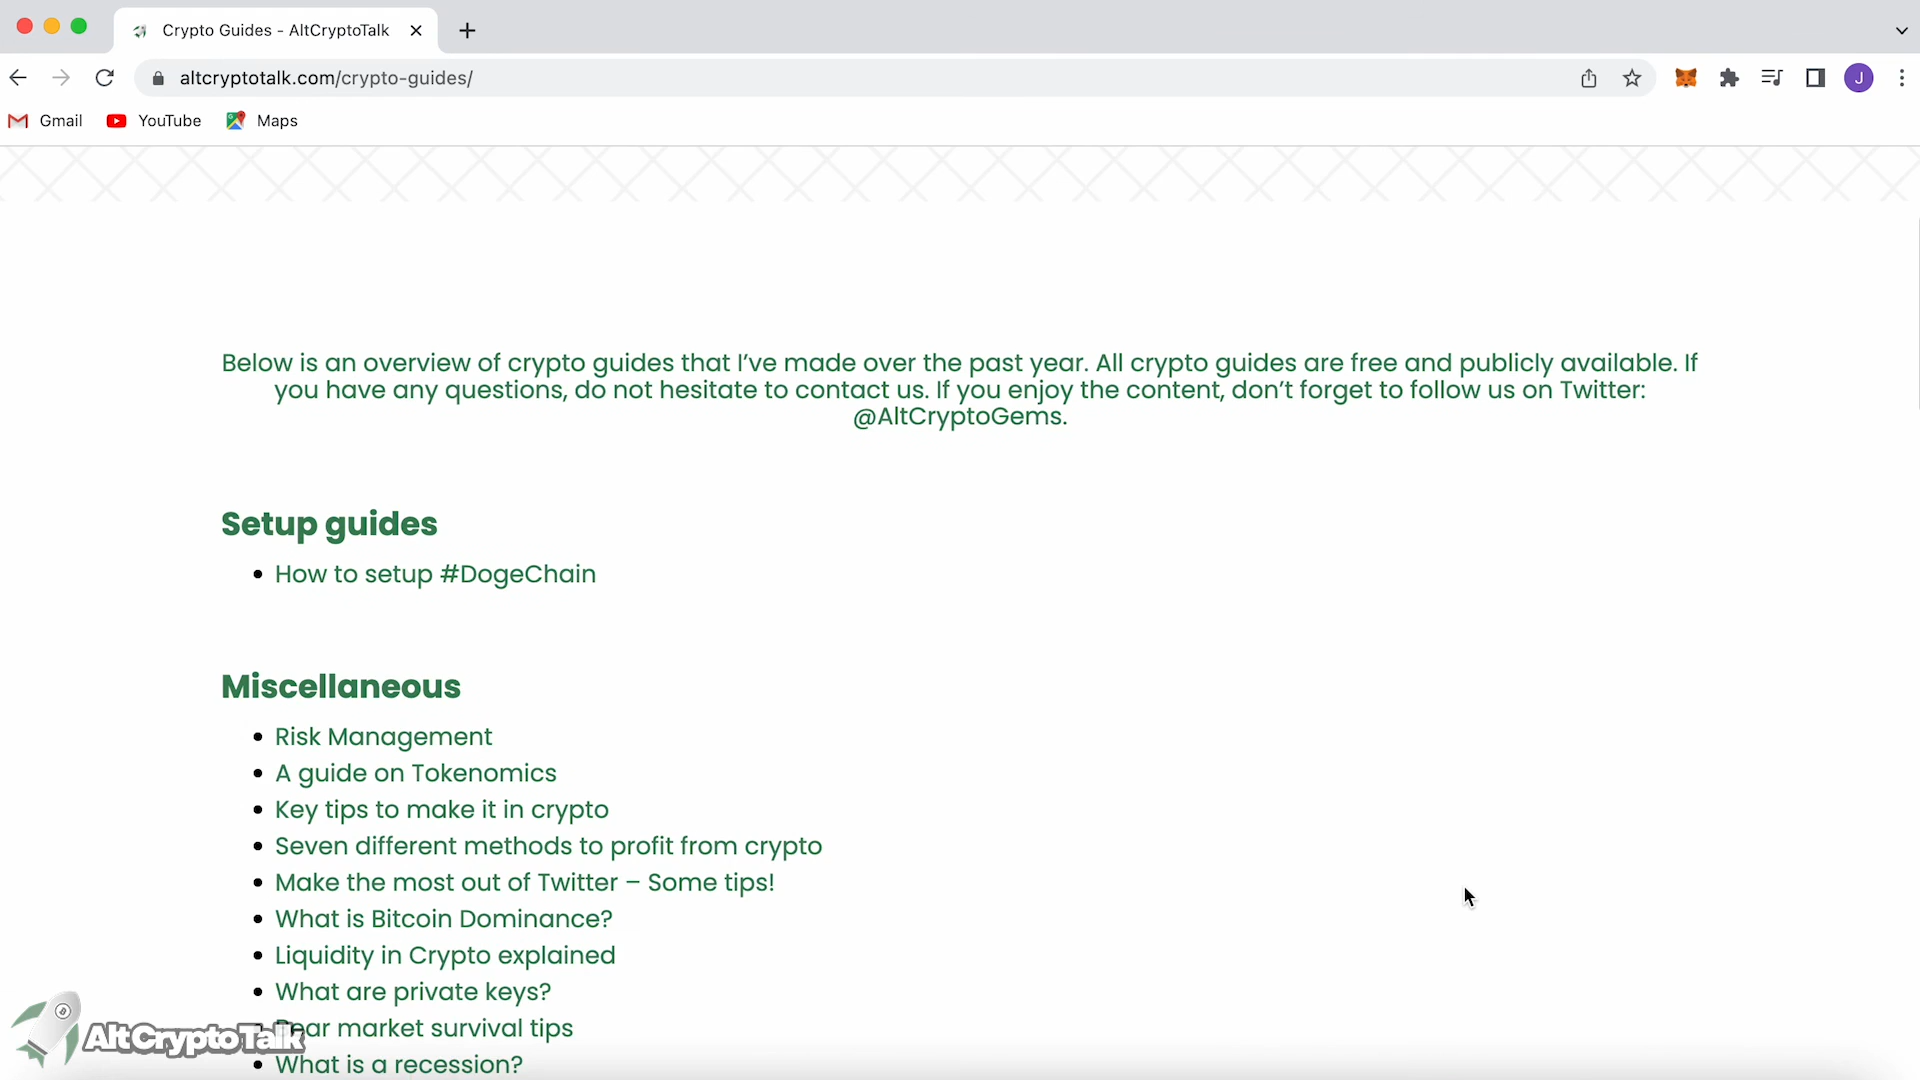 Crypto Guides - AltCryptoTalk
altcryptotalk.com/crypto-guides/
J
Gmail YouTube Maps
Below is an overview of crypto guides that I’ve made over the past year. All crypto guides are free and publicly available. If
you have any questions, do not hesitate to contact us. If you enjoy the content, don’t forget to follow us on Twitter:
@AltCryptoGems.
Setup guides
How to setup #DogeChain
Miscellaneous
Risk Management
A guide on Tokenomics
Key tips to make it in crypto
Seven different methods to profit from crypto
Make the most out of Twitter – Some tips!
What is Bitcoin Dominance?
Liquidity in Crypto explained
What are private keys?
Bear market survival tips
What is a recession?
AltCryptoTalk